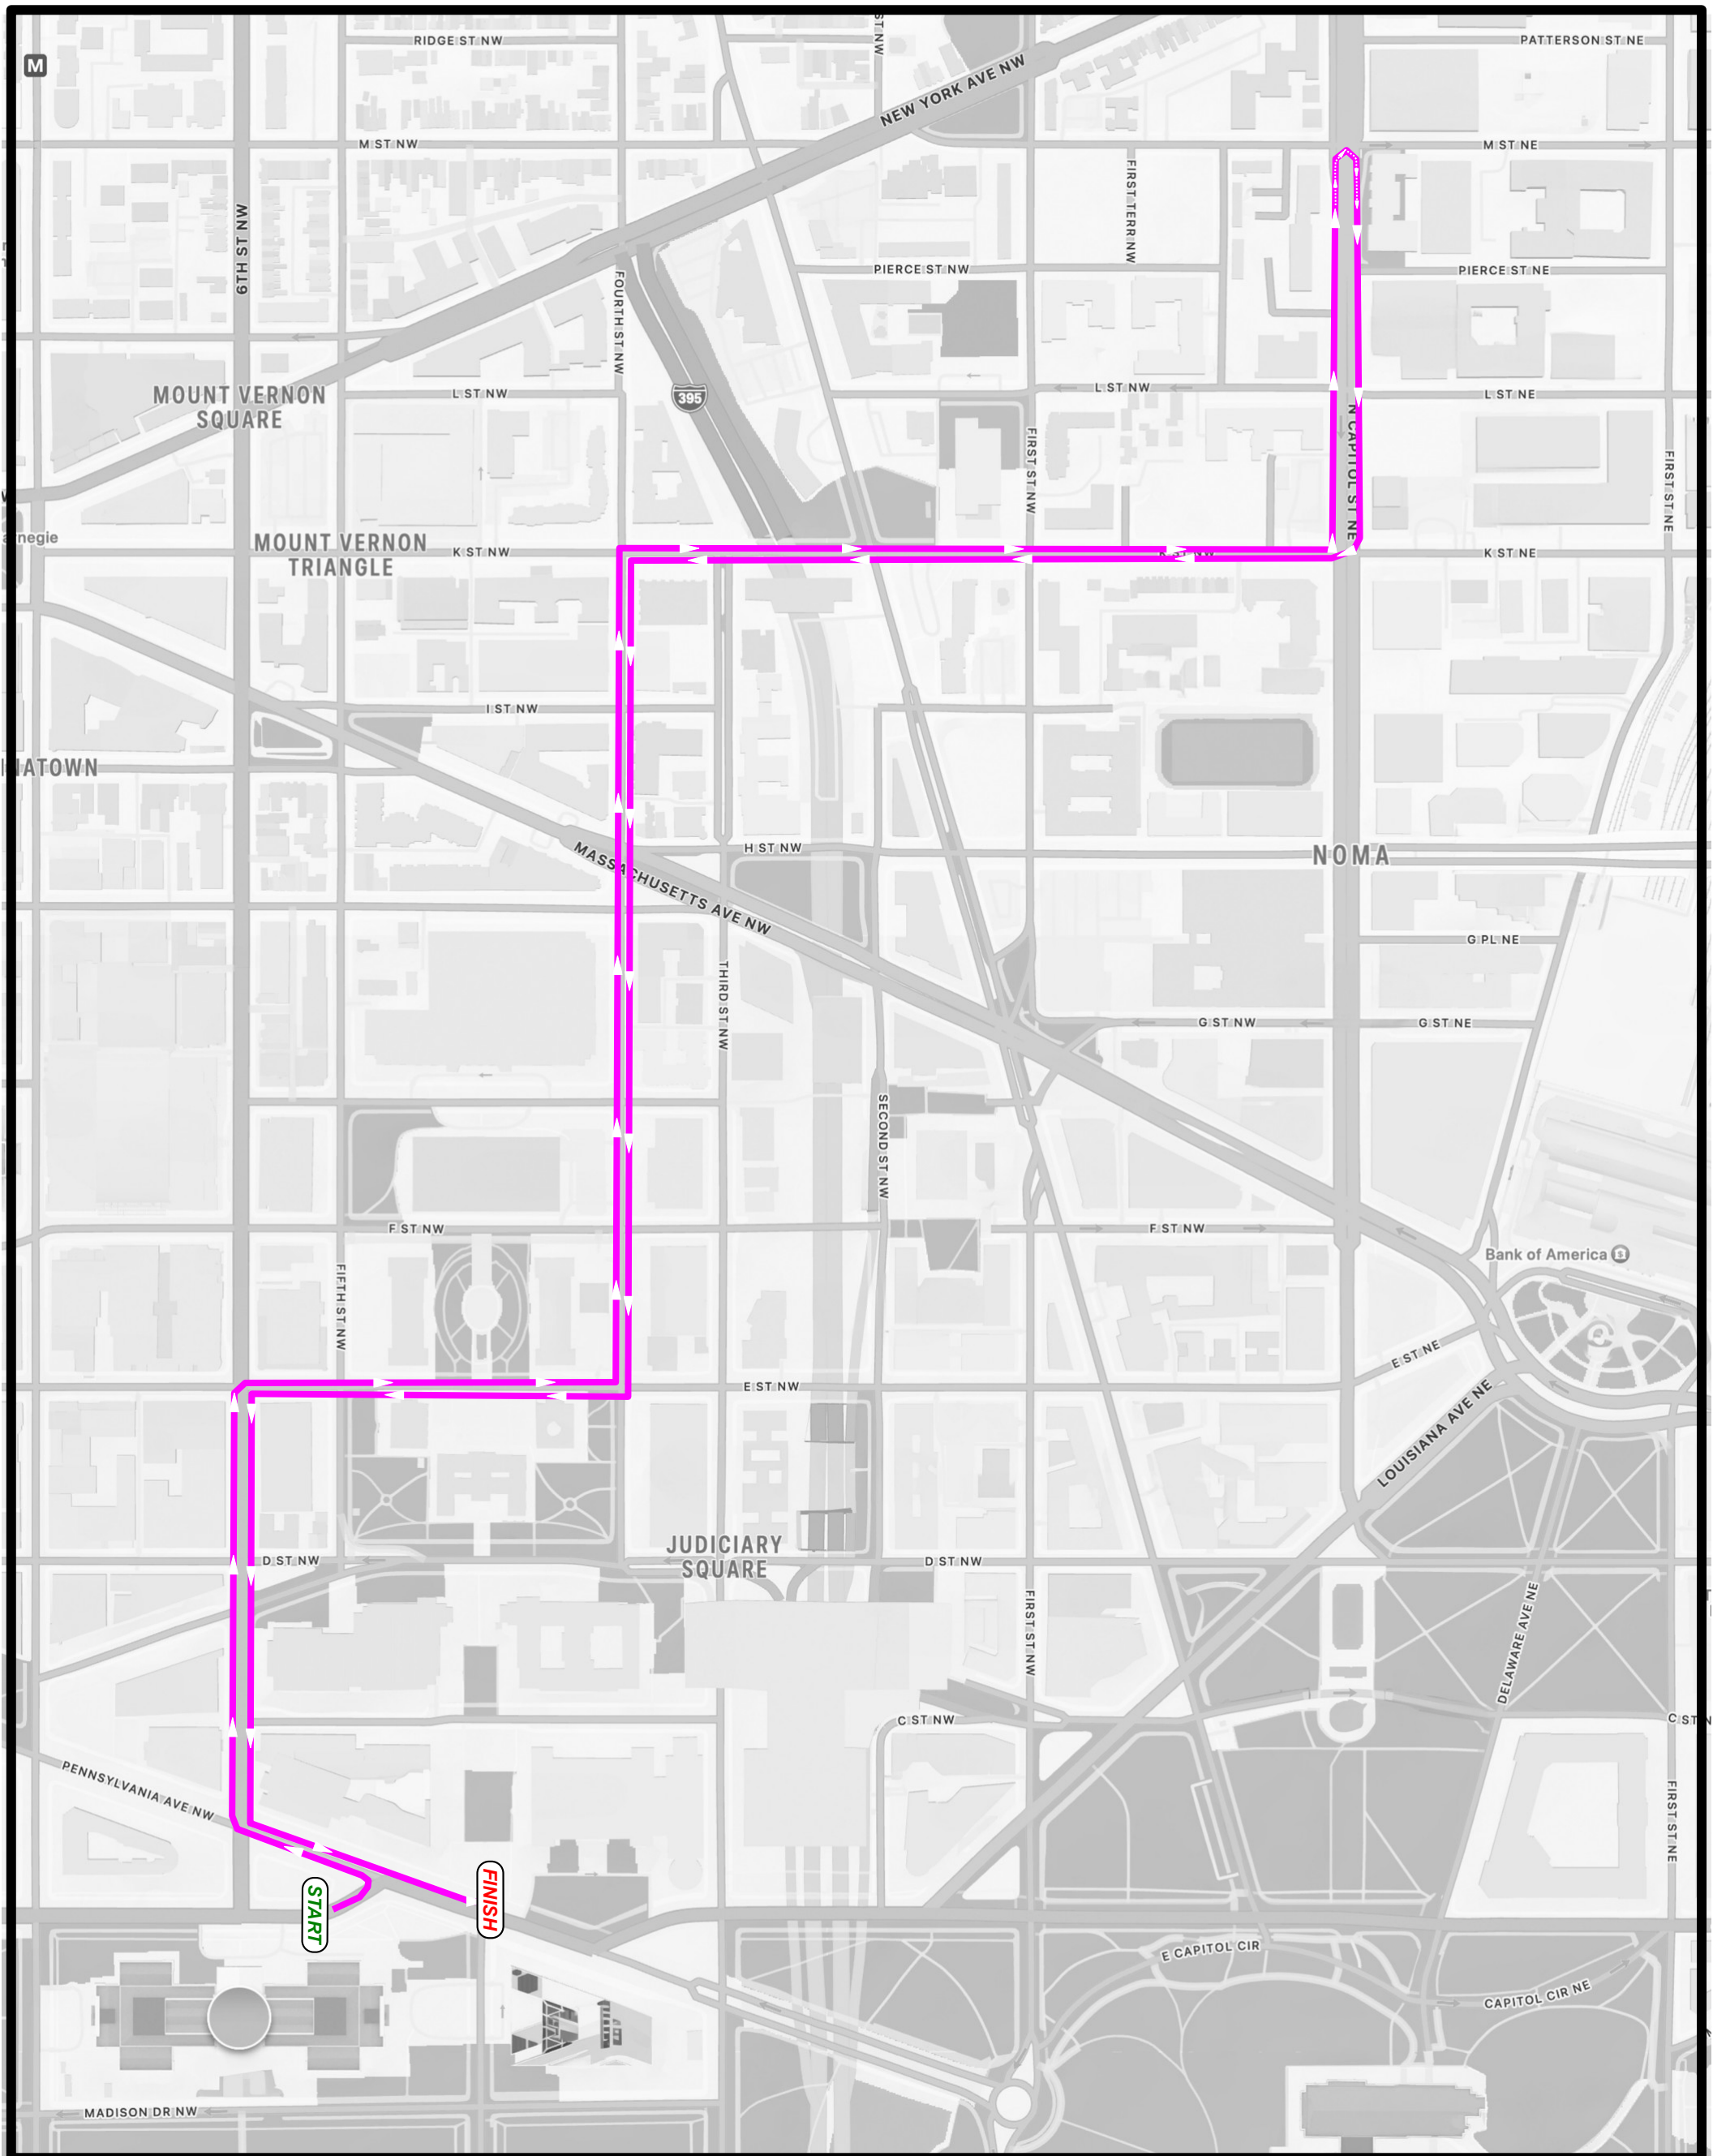 RIDGE ST NW
PATTERSON ST NE
M
NEW YORK AVE NW
M ST NW
M ST NE
6TH ST NW
FIRST TERR NW
PIERCE ST NW
PIERCE ST NE
FOURTH ST NW
MOUNT VERNON
SQUARE
L ST NW
395
L ST NW
L ST NE
N CAPITOL ST NE
FIRST ST NW
FIRST ST NE
MOUNT VERNON
TRIANGLE
K ST NW
K ST NW
K ST NE
I ST NW
H ST NW
NOMA
MASSACHUSETTS AVE NW
G PL NE
THIRD ST NW
G ST NW
G ST NE
SECOND ST NW
F ST NW
F ST NW
Bank of America
FIFTH ST NW
E ST NW
E ST NE
LOUISIANA AVE NE
JUDICIARY
SQUARE
D ST NW
D ST NW
FIRST ST NW
DELAWARE AVE NE
C ST NW
PENNSYLVANIA AVE NW
FIRST ST NE
START
FINISH
E CAPITOL CIR
CAPITOL CIR NE
MADISON DR NW